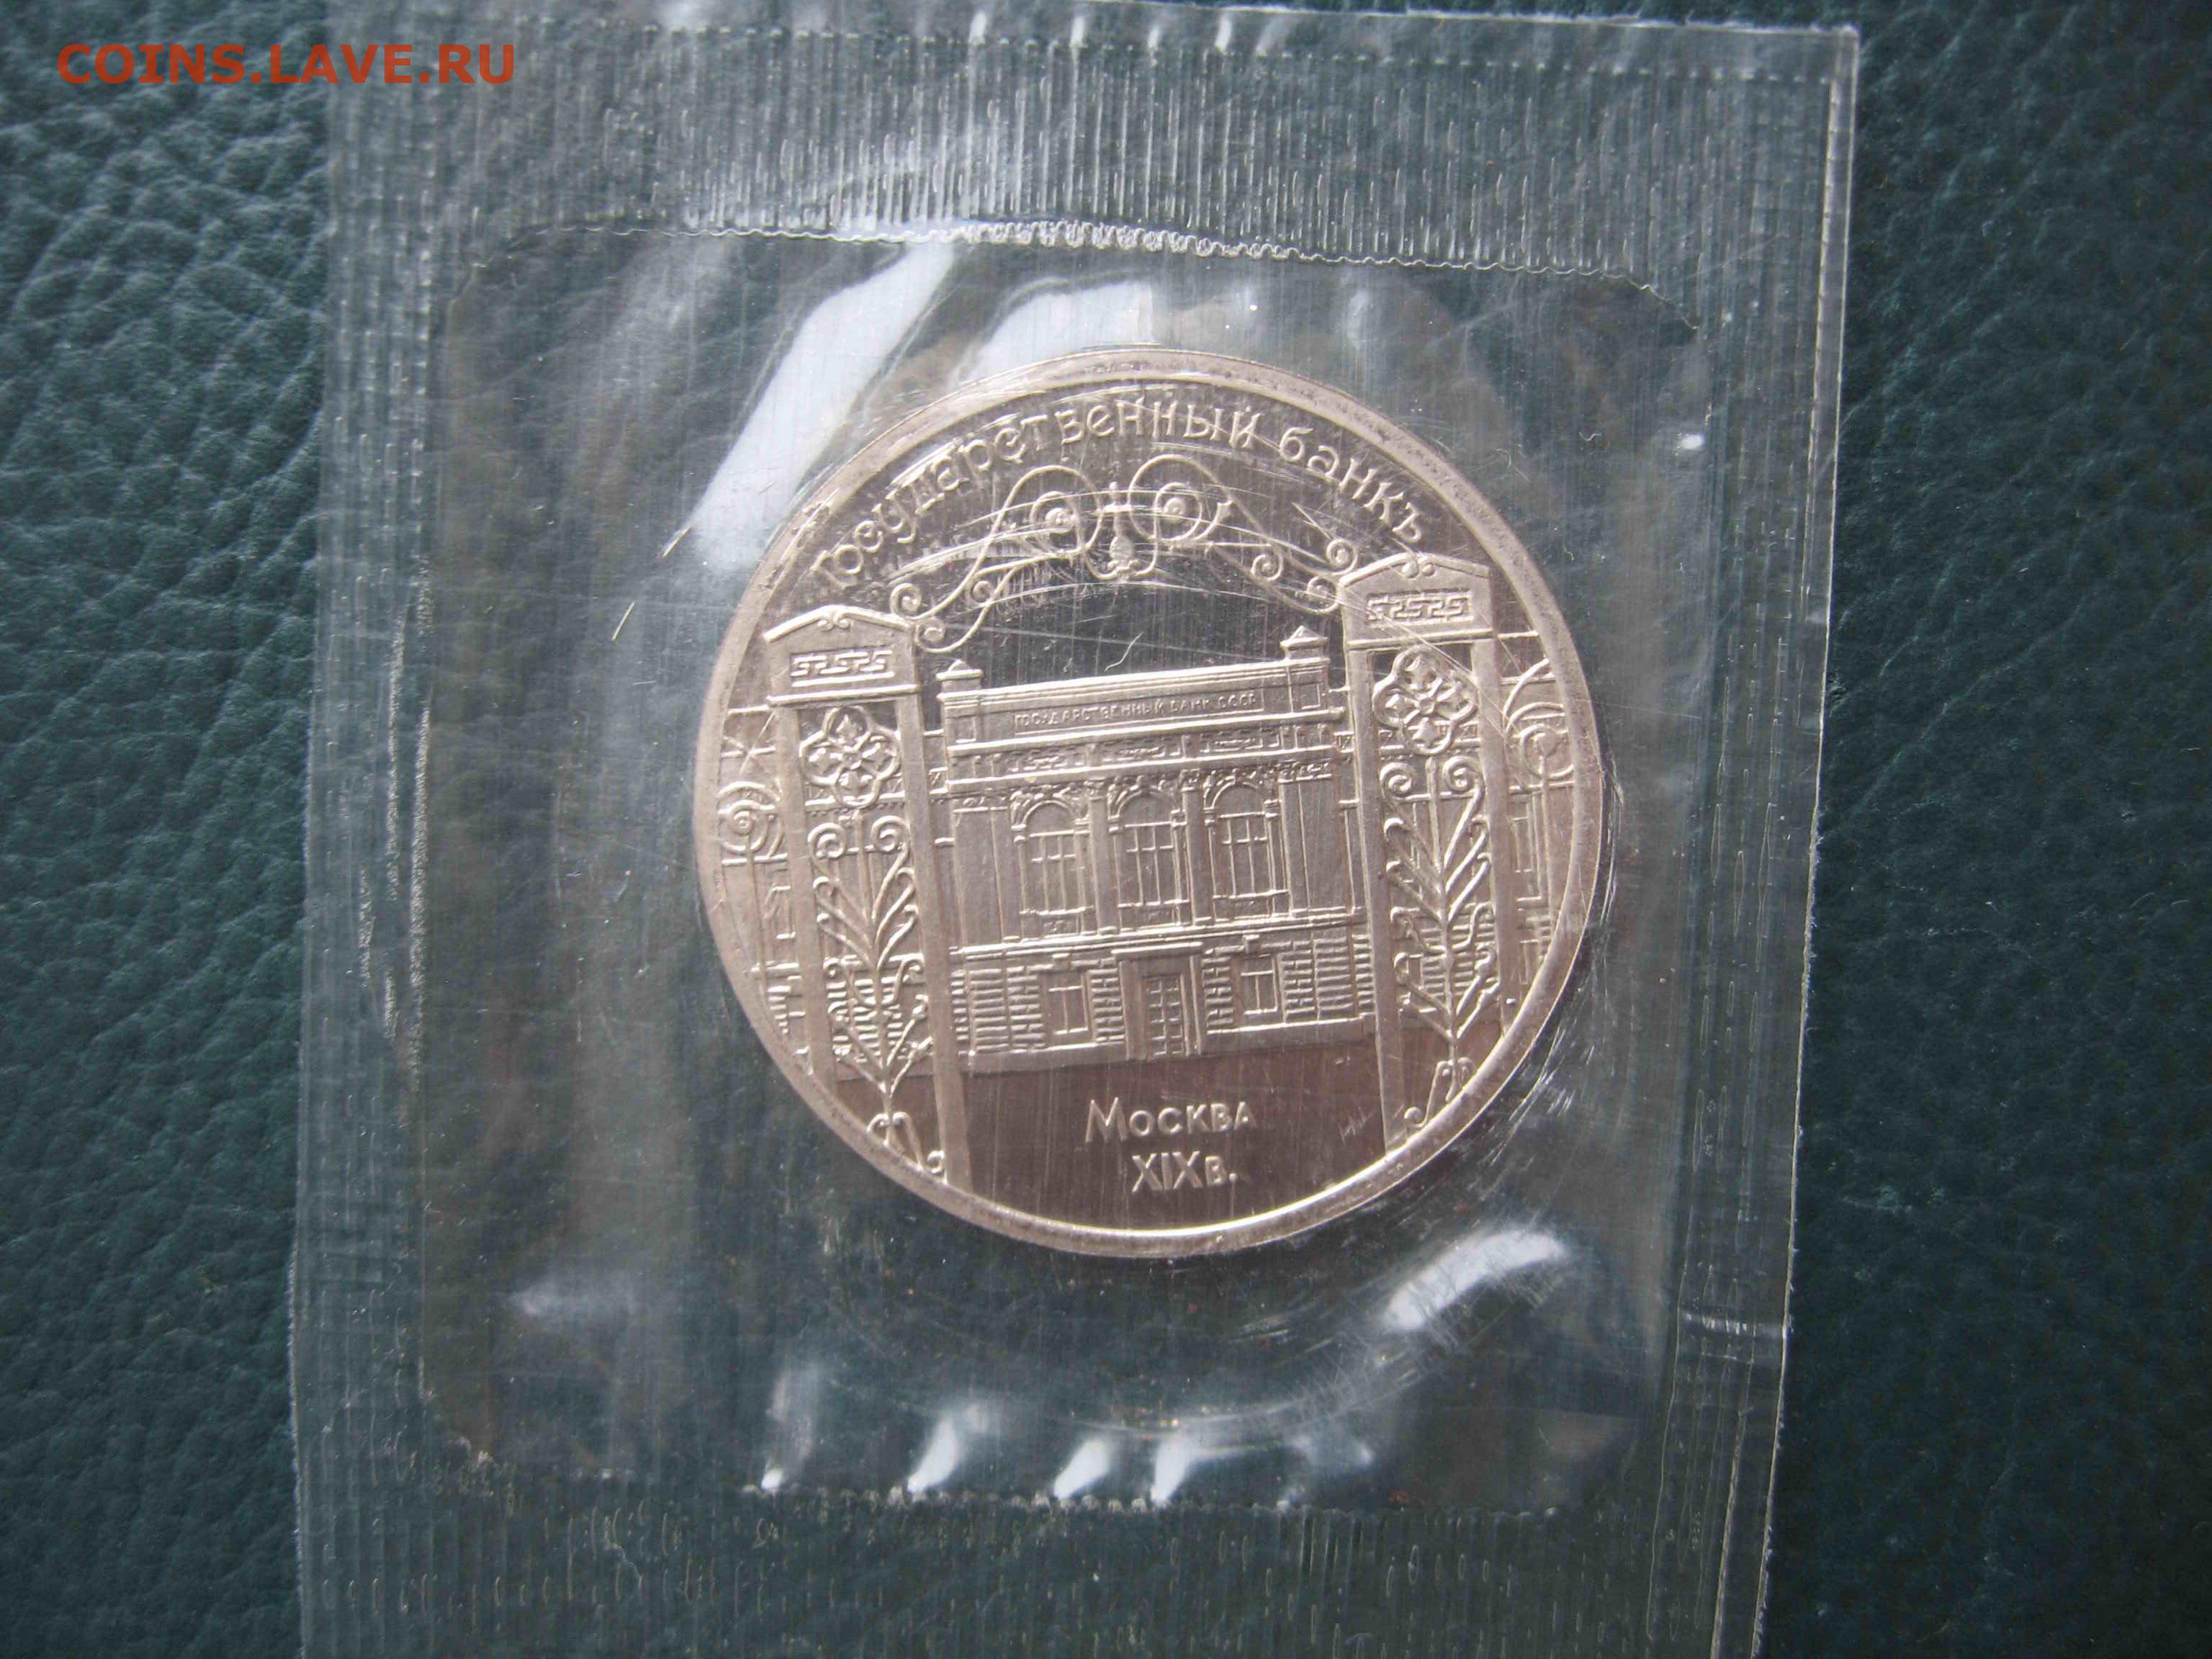 COINS.LAVE.RU
Государственный банкъ
ГОСУДАРСТВЕННЫЙ БАНК СССР
МОСКВА
XIXВ.